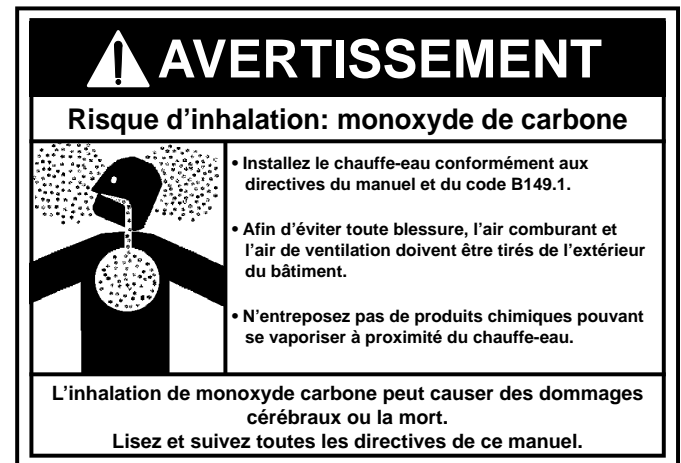 AVERTISSEMENT
Risque d’inhalation: monoxyde de carbone
• Installez le chauffe-eau conformément aux
directives du manuel et du code B149.1.
• Afin d’éviter toute blessure, l’air comburant et
l’air de ventilation doivent être tirés de l’extérieur
du bâtiment.
• N’entreposez pas de produits chimiques pouvant
se vaporiser à proximité du chauffe-eau.
L’inhalation de monoxyde carbone peut causer des dommages
cérébraux ou la mort.
Lisez et suivez toutes les directives de ce manuel.